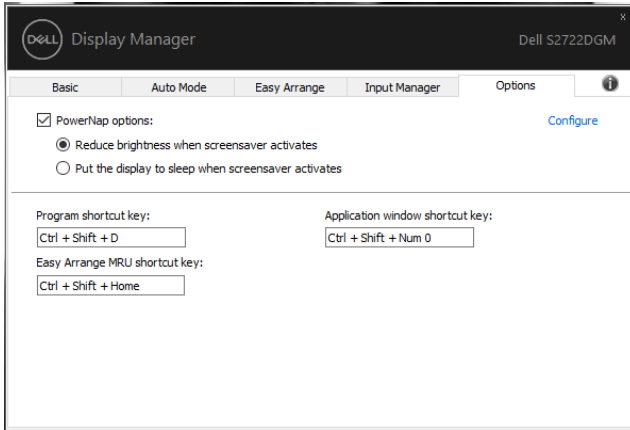 x
DELL Display Manager Dell S2722DGM
Basic Auto Mode Easy Arrange Input Manager Options i
PowerNap options: Configure
Reduce brightness when screensaver activates
Put the display to sleep when screensaver activates
Program shortcut key: Application window shortcut key:
Ctrl + Shift + D Ctrl + Shift + Num 0
Easy Arrange MRU shortcut key:
Ctrl + Shift + Home